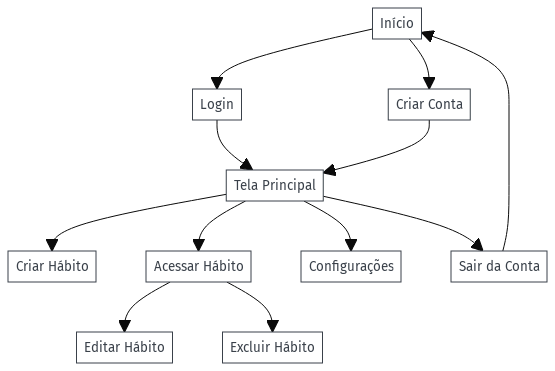 Início
Login
Criar Conta
Tela Principal
Criar Hábito
Acessar Hábito
Configurações
Sair da Conta
Editar Hábito
Excluir Hábito